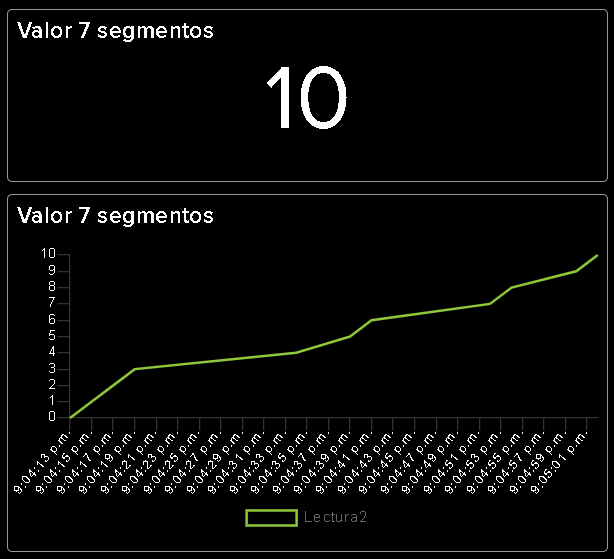 Valor 7 segmentos
10
Valor 7 segmentos
10
9
8
7
6
5
4
3
2
1
0
9:04:13 p.m.
9:04:15 p.m.
9:04:17 p.m.
9:04:19 p.m.
9:04:21 p.m.
9:04:23 p.m.
9:04:25 p.m.
9:04:27 p.m.
9:04:29 p.m.
9:04:31 p.m.
9:04:33 p.m.
9:04:35 p.m.
9:04:37 p.m.
9:04:39 p.m.
9:04:41 p.m.
9:04:43 p.m.
9:04:45 p.m.
9:04:47 p.m.
9:04:49 p.m.
9:04:51 p.m.
9:04:53 p.m.
9:04:55 p.m.
9:04:57 p.m.
9:04:59 p.m.
9:05:01 p.m.
Lectura2